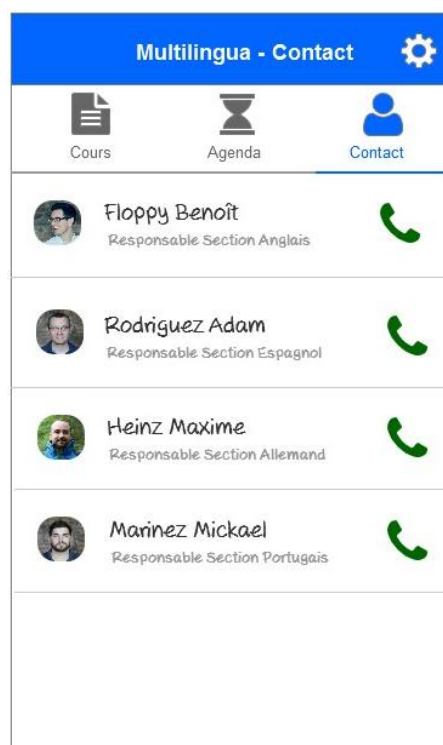 Multilingua - Contact
Cours Agenda Contact
Floppy Benoît
Responsable Section Anglais
Rodriguez Adam
Responsable Section Espagnol
Heinz Maxime
Responsable Section Allemand
Marinez Mickael
Responsable Section Portugais